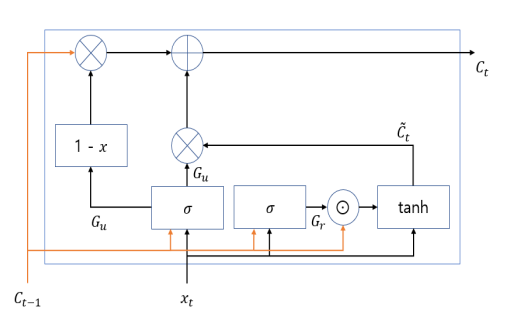 C_t
C̃_t
1 - x
G_u
G_u
σ
σ
G_r
tanh
C_{t-1}
x_t